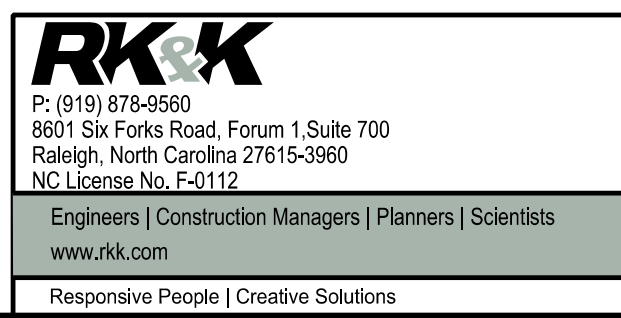 RK&K
P: (919) 878-9560
8601 Six Forks Road, Forum 1,Suite 700
Raleigh, North Carolina 27615-3960
NC License No. F-0112
Engineers | Construction Managers | Planners | Scientists
www.rkk.com
Responsive People | Creative Solutions